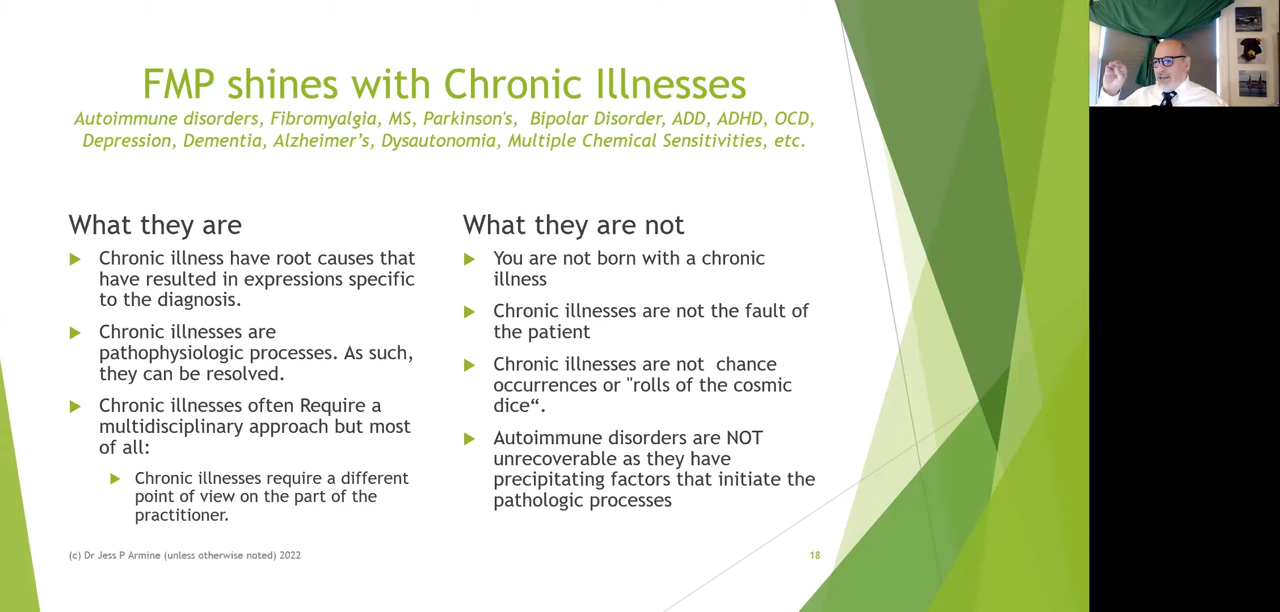 FMP shines with Chronic Illnesses
Autoimmune disorders, Fibromyalgia, MS, Parkinson's, Bipolar Disorder, ADD, ADHD, OCD,
Depression, Dementia, Alzheimer’s, Dysautonomia, Multiple Chemical Sensitivities, etc.
What they are
Chronic illness have root causes that
have resulted in expressions specific
to the diagnosis.
Chronic illnesses are
pathophysiologic processes. As such,
they can be resolved.
Chronic illnesses often Require a
multidisciplinary approach but most
of all:
Chronic illnesses require a different
point of view on the part of the
practitioner.
What they are not
You are not born with a chronic
illness
Chronic illnesses are not the fault of
the patient
Chronic illnesses are not chance
occurrences or "rolls of the cosmic
dice“.
Autoimmune disorders are NOT
unrecoverable as they have
precipitating factors that initiate the
pathologic processes
(c) Dr Jess P Armine (unless otherwise noted) 2022
18